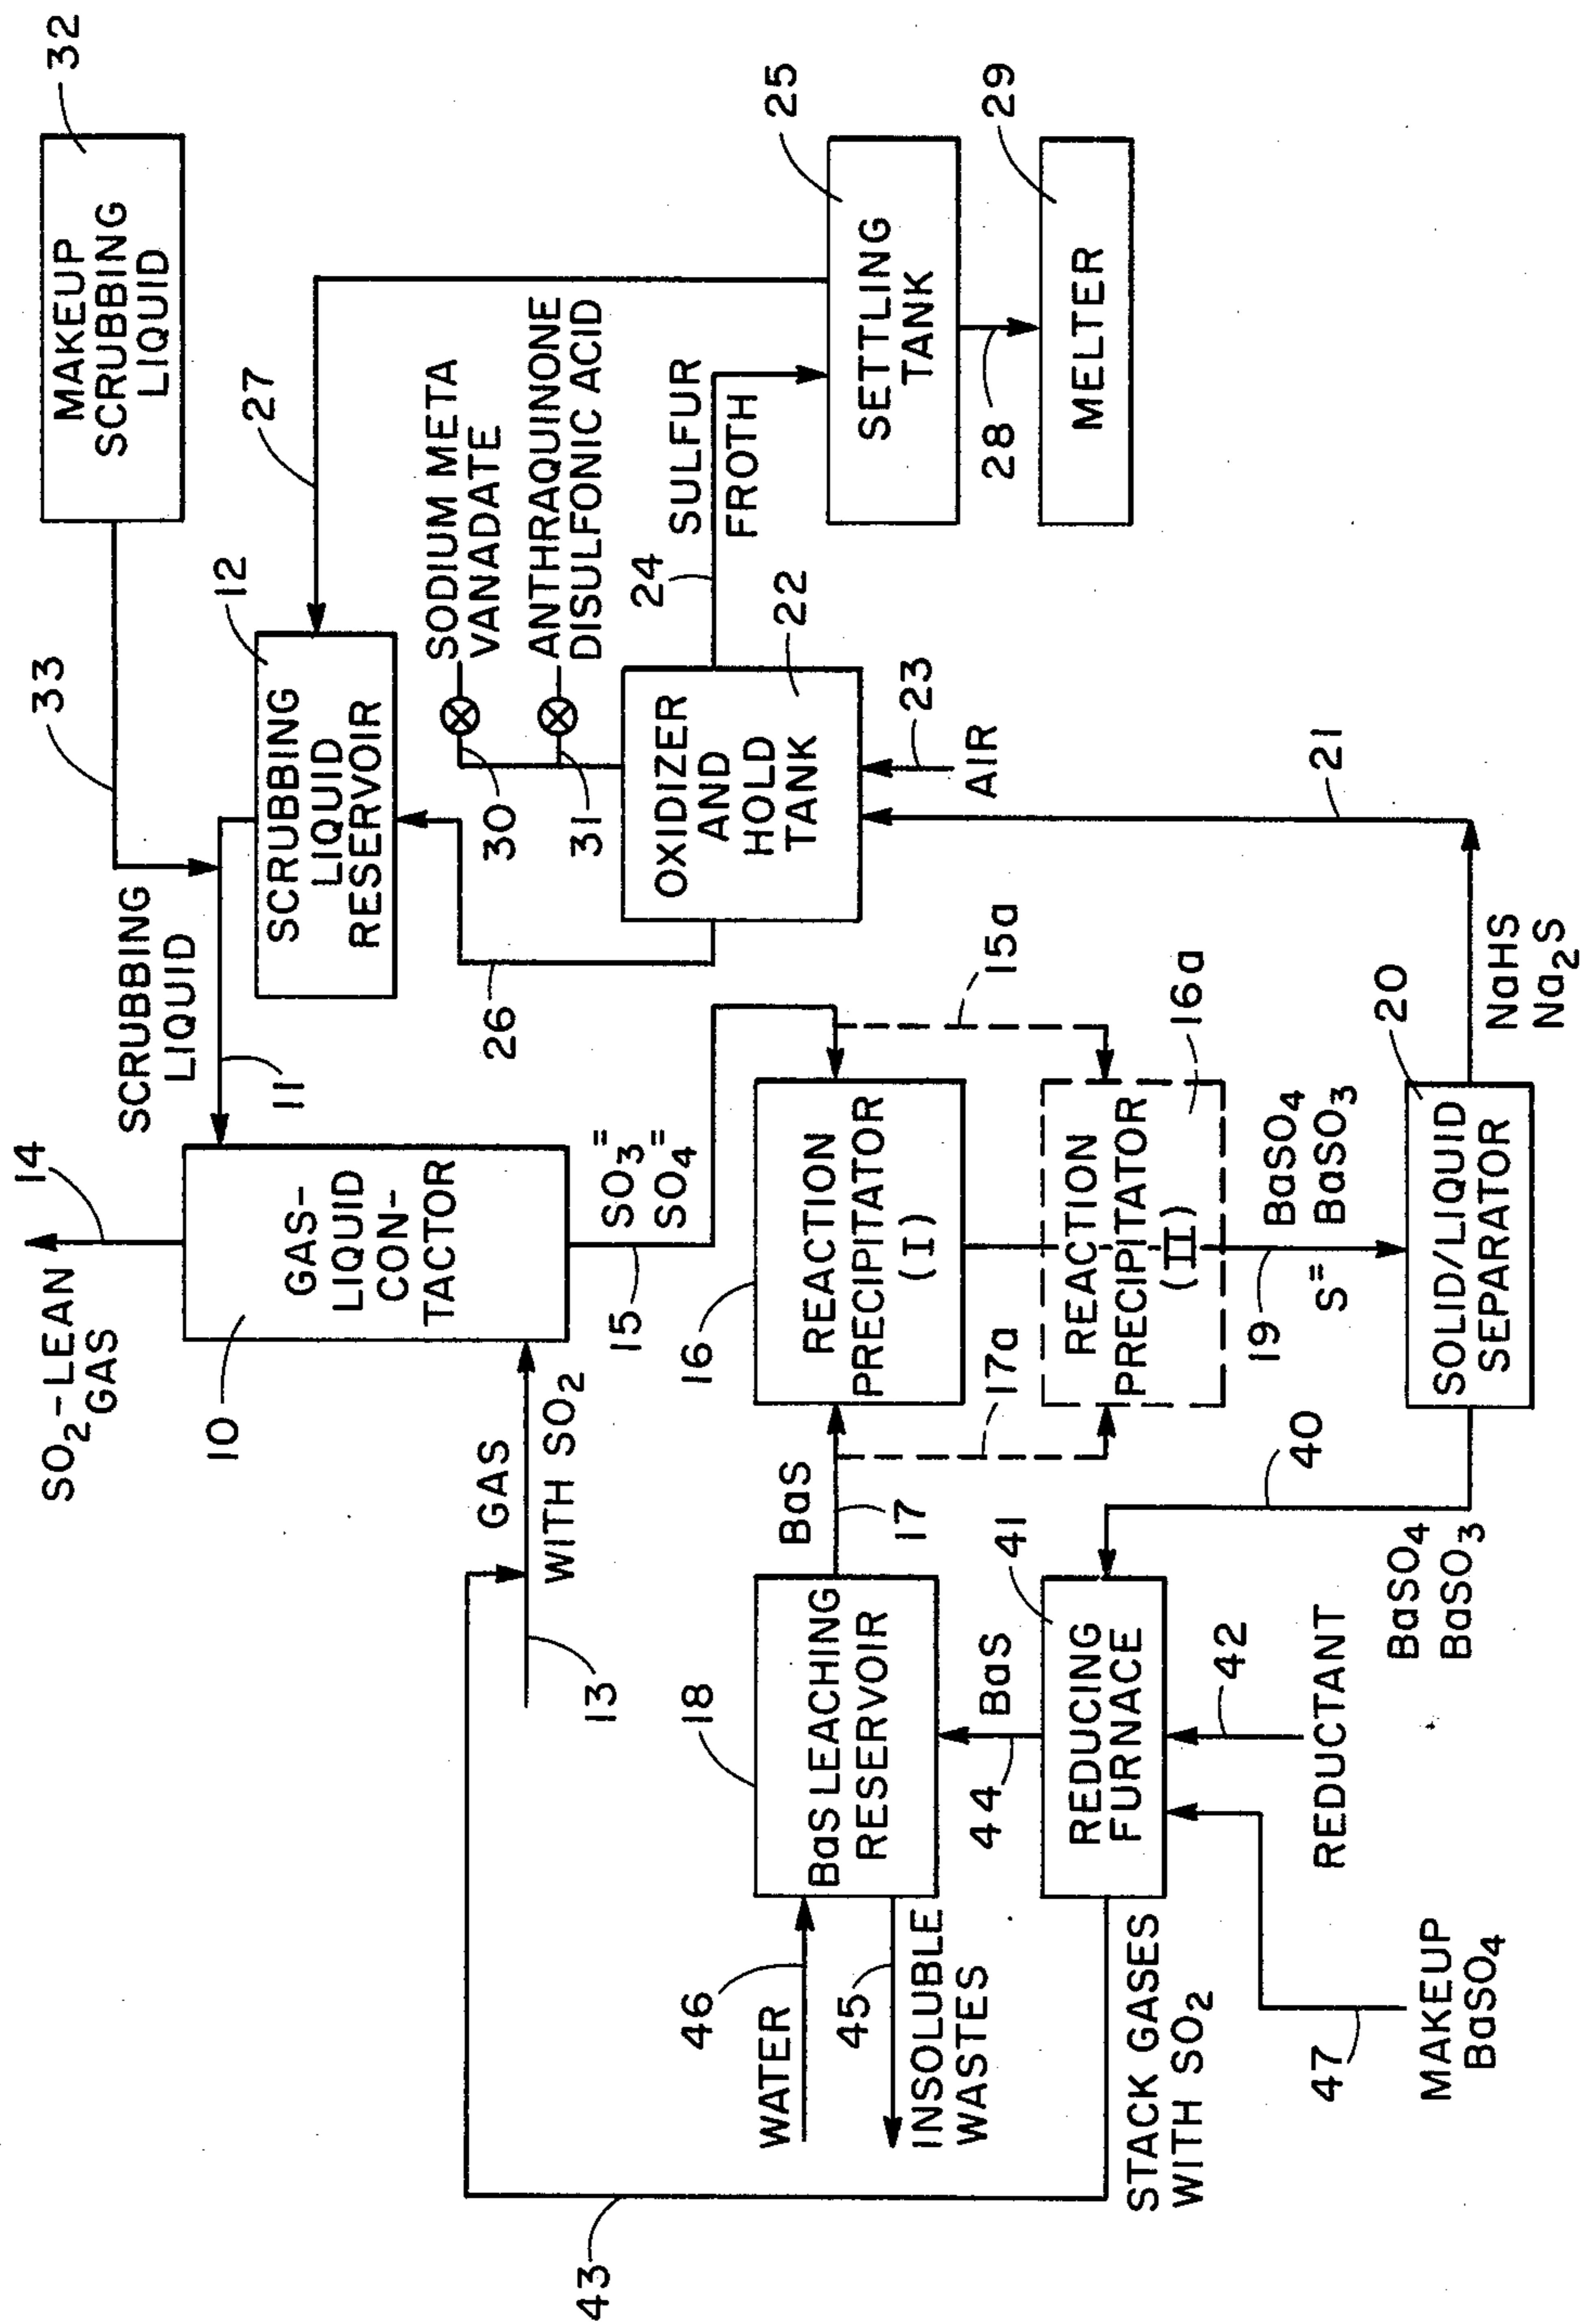 SO2-LEAN
GAS
14
SCRUBBING
LIQUID
33
MAKEUP
SCRUBBING
LIQUID
32
10
GAS-
LIQUID
CON-
TACTOR
11
SCRUBBING
LIQUID
RESERVOIR
12
27
GAS
WITH SO2
13
15
SO3=
SO4=
26
30
31
SODIUM META
VANADATE
ANTHRAQUINONE
DISULFONIC ACID
OXIDIZER
AND
HOLD
TANK
22
24
SULFUR
FROTH
SETTLING
TANK
25
18
BaS LEACHING
RESERVOIR
BaS
17
16
REACTION
PRECIPITATOR
(I)
15a
AIR
23
28
MELTER
29
WATER
46
45
INSOLUBLE
WASTES
44
BaS
17a
REACTION
PRECIPITATOR
(II)
16a
41
REDUCING
FURNACE
43
STACK GASES
WITH SO2
42
REDUCTANT
40
19
S=
BaSO4
BaSO3
20
SOLID/LIQUID
SEPARATOR
21
NaHS
Na2S
BaSO4
BaSO3
47
MAKEUP
BaSO4